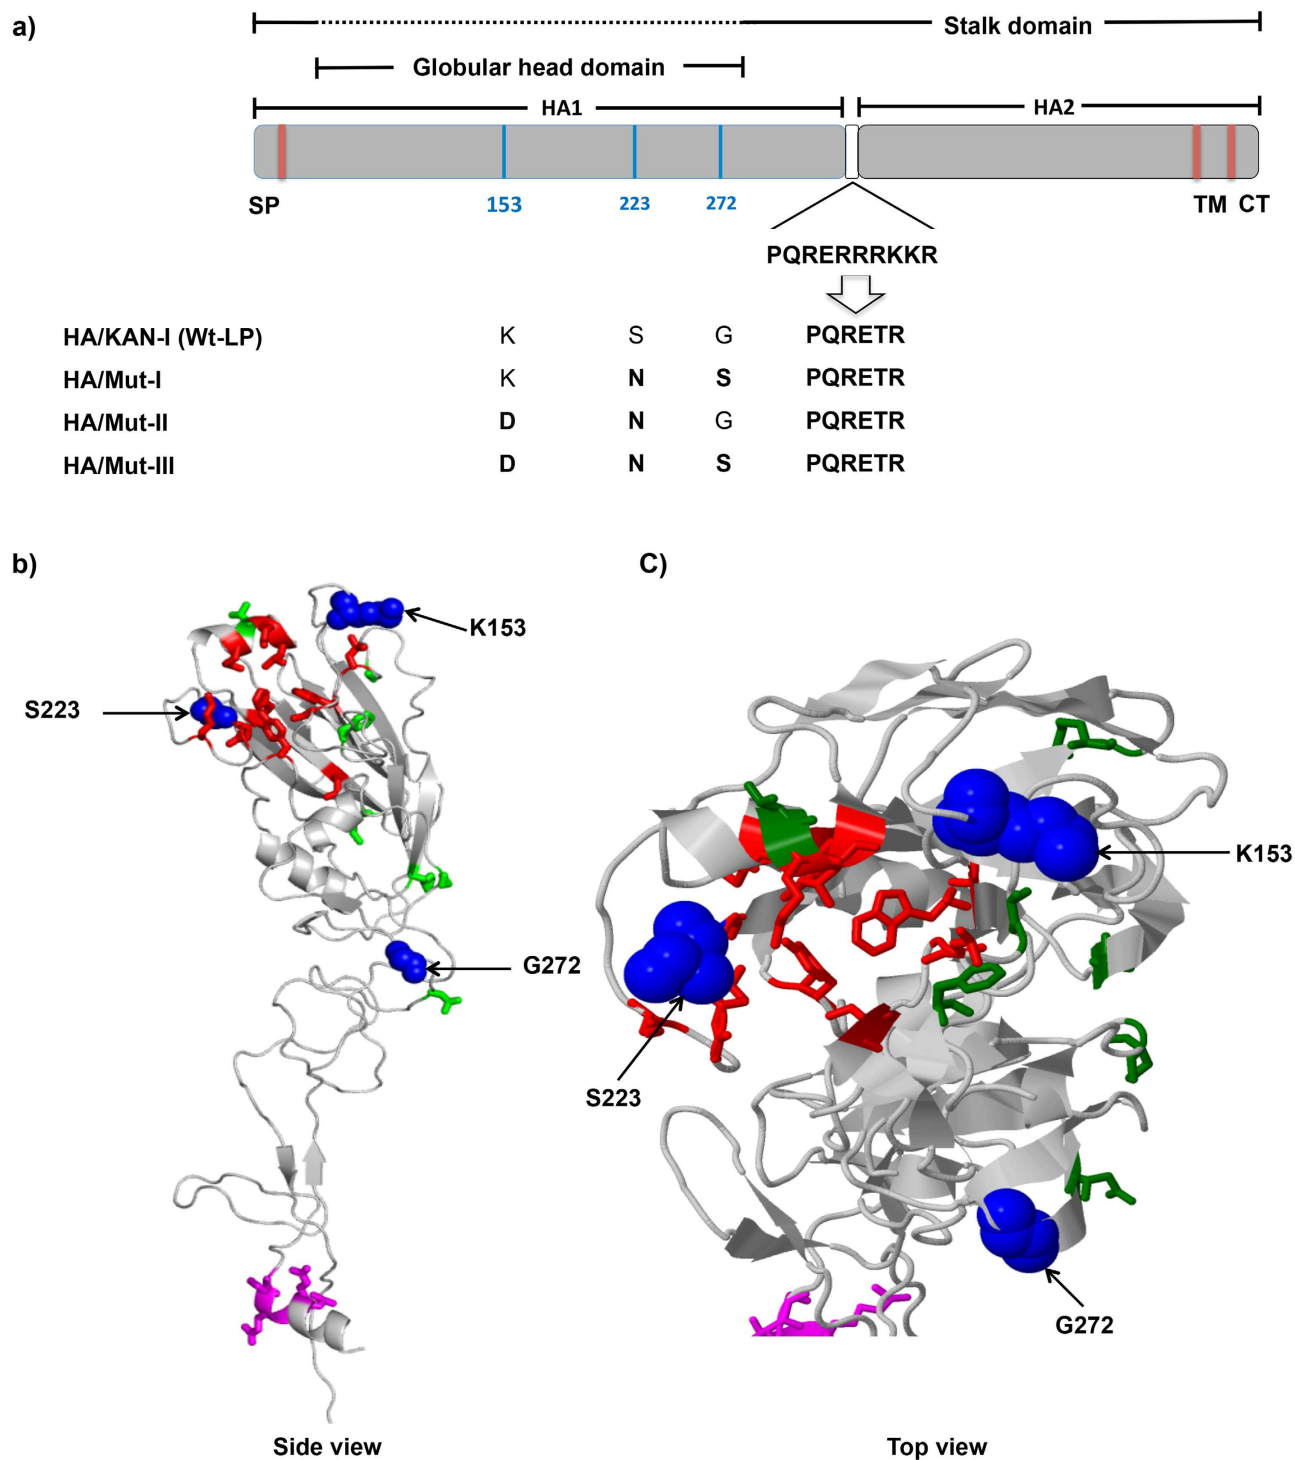 a)
Stalk domain
Globular head domain
HA1 HA2
SP 153 223 272 TM CT
PQRERRRKKR
HA/KAN-I (Wt-LP) K S G PQRETR
HA/Mut-I K N S PQRETR
HA/Mut-II D N G PQRETR
HA/Mut-III D N S PQRETR
b)
K153
S223
G272
Side view
C)
K153
S223
G272
Top view